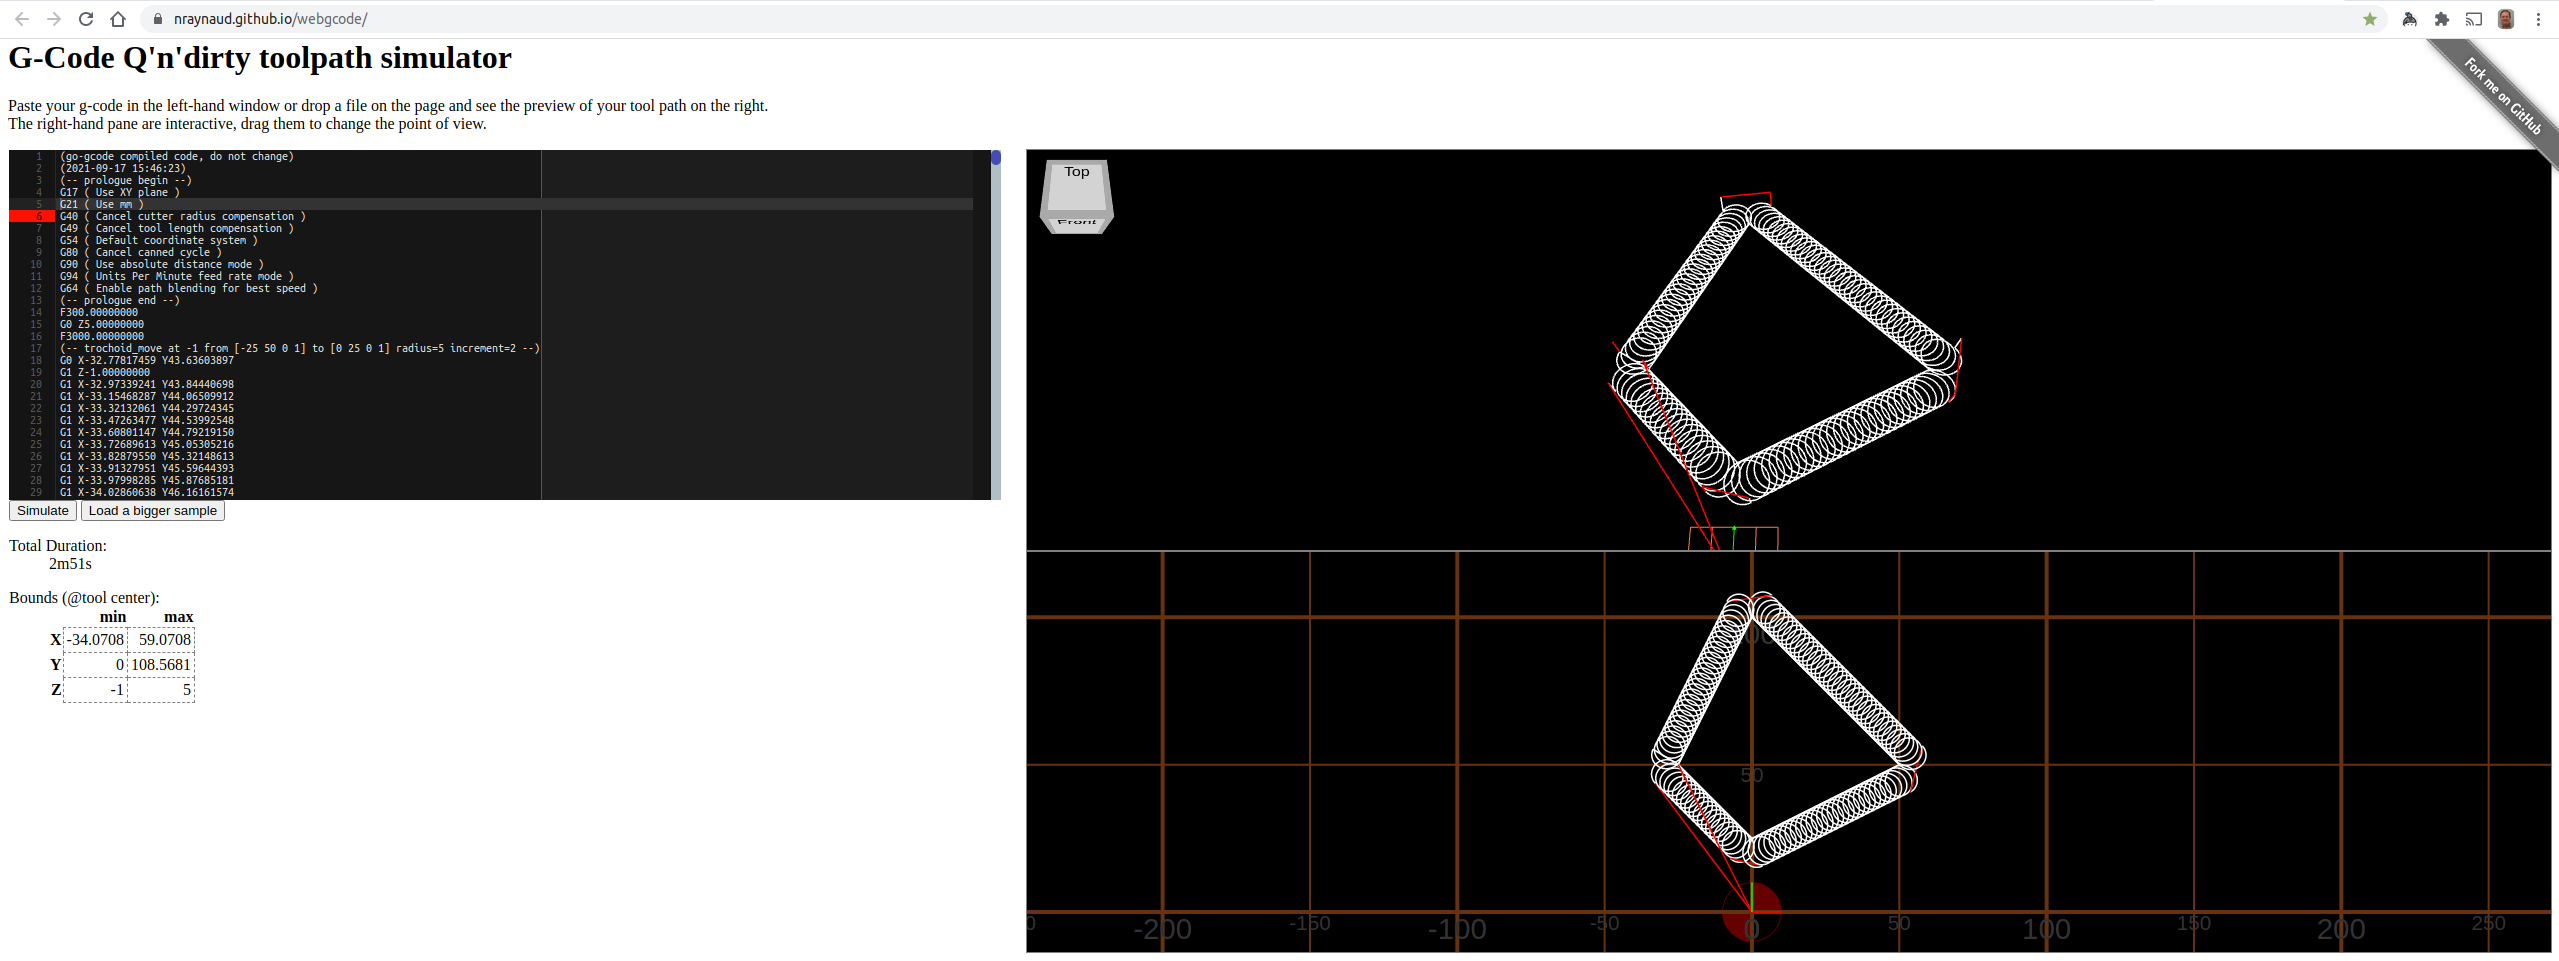 nraynaud.github.io/webgcode/
Fork me on GitHub
G-Code Q'n'dirty toolpath simulator
Paste your g-code in the left-hand window or drop a file on the page and see the preview of your tool path on the right.
The right-hand pane are interactive, drag them to change the point of view.
1 (go-gcode compiled code, do not change)
2 (2021-09-17 15:46:23)
3 (-- prologue begin --)
4 G17 ( Use XY plane )
5 G21 ( Use mm )
6 G40 ( Cancel cutter radius compensation )
7 G49 ( Cancel tool length compensation )
8 G54 ( Default coordinate system )
9 G80 ( Cancel canned cycle )
10 G90 ( Use absolute distance mode )
11 G94 ( Units Per Minute feed rate mode )
12 G64 ( Enable path blending for best speed )
13 (-- prologue end --)
14 F300.00000000
15 G0 Z5.00000000
16 F3000.00000000
17 (-- trochoid_move at -1 from [-25 50 0 1] to [0 25 0 1] radius=5 increment=2 --)
18 G0 X-32.77817459 Y43.63603897
19 G1 Z-1.00000000
20 G1 X-32.97339241 Y43.84440698
21 G1 X-33.15468287 Y44.06509912
22 G1 X-33.32132061 Y44.29724345
23 G1 X-33.47263477 Y44.53992548
24 G1 X-33.60801147 Y44.79219150
25 G1 X-33.72689613 Y45.05305216
26 G1 X-33.82879550 Y45.32148613
27 G1 X-33.91327951 Y45.59644393
28 G1 X-33.97998285 Y45.87685181
29 G1 X-34.02860638 Y46.16161574
Simulate Load a bigger sample
Total Duration:
2m51s
Bounds (@tool center):
min max
X -34.0708 59.0708
Y 0 108.5681
Z -1 5
Top
Front
50
-200 -150 -100 -50 0 50 100 150 200 250